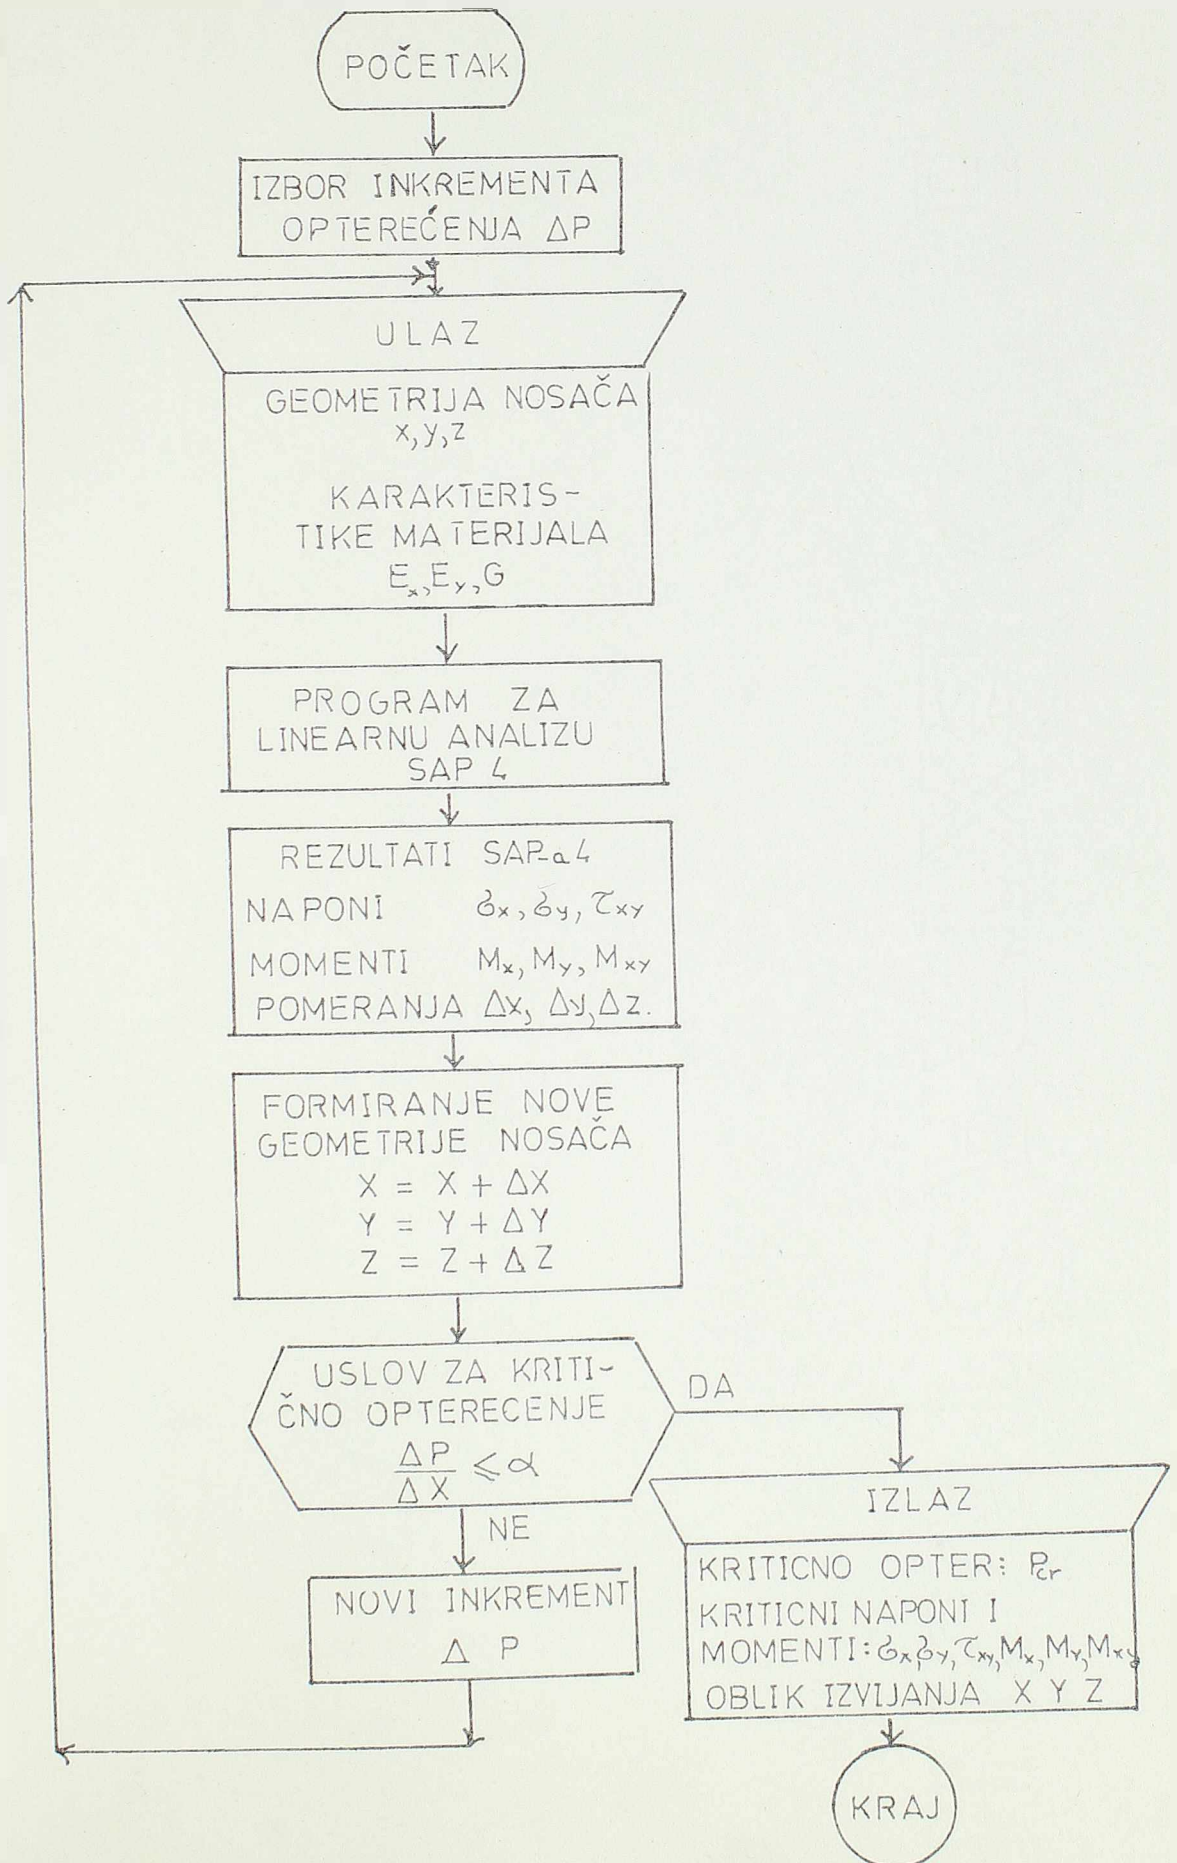 POČETAK
IZBOR INKREMENTA
OPTEREĆENJA ΔP
ULAZ
GEOMETRIJA NOSAČA
x, y, z
KARAKTERIS-
TIKE MATERIJALA
Ex, Ey, G
PROGRAM ZA
LINEARNU ANALIZU
SAP 4
REZULTATI SAP-a 4
NAPONI σx, σy, τxy
MOMENTI Mx, My, Mxy
POMERANJA Δx, Δy, Δz.
FORMIRANJE NOVE
GEOMETRIJE NOSAČA
X = X + ΔX
Y = Y + ΔY
Z = Z + ΔZ
USLOV ZA KRITI-
ČNO OPTERECENJE
ΔP
ΔX ≤ α
DA
NE
NOVI INKREMENT
Δ P
IZLAZ
KRITICNO OPTER: Pcr
KRITICNI NAPONI I
MOMENTI: σx, σy, τxy, Mx, My, Mxy
OBLIK IZVIJANJA X Y Z
KRAJ